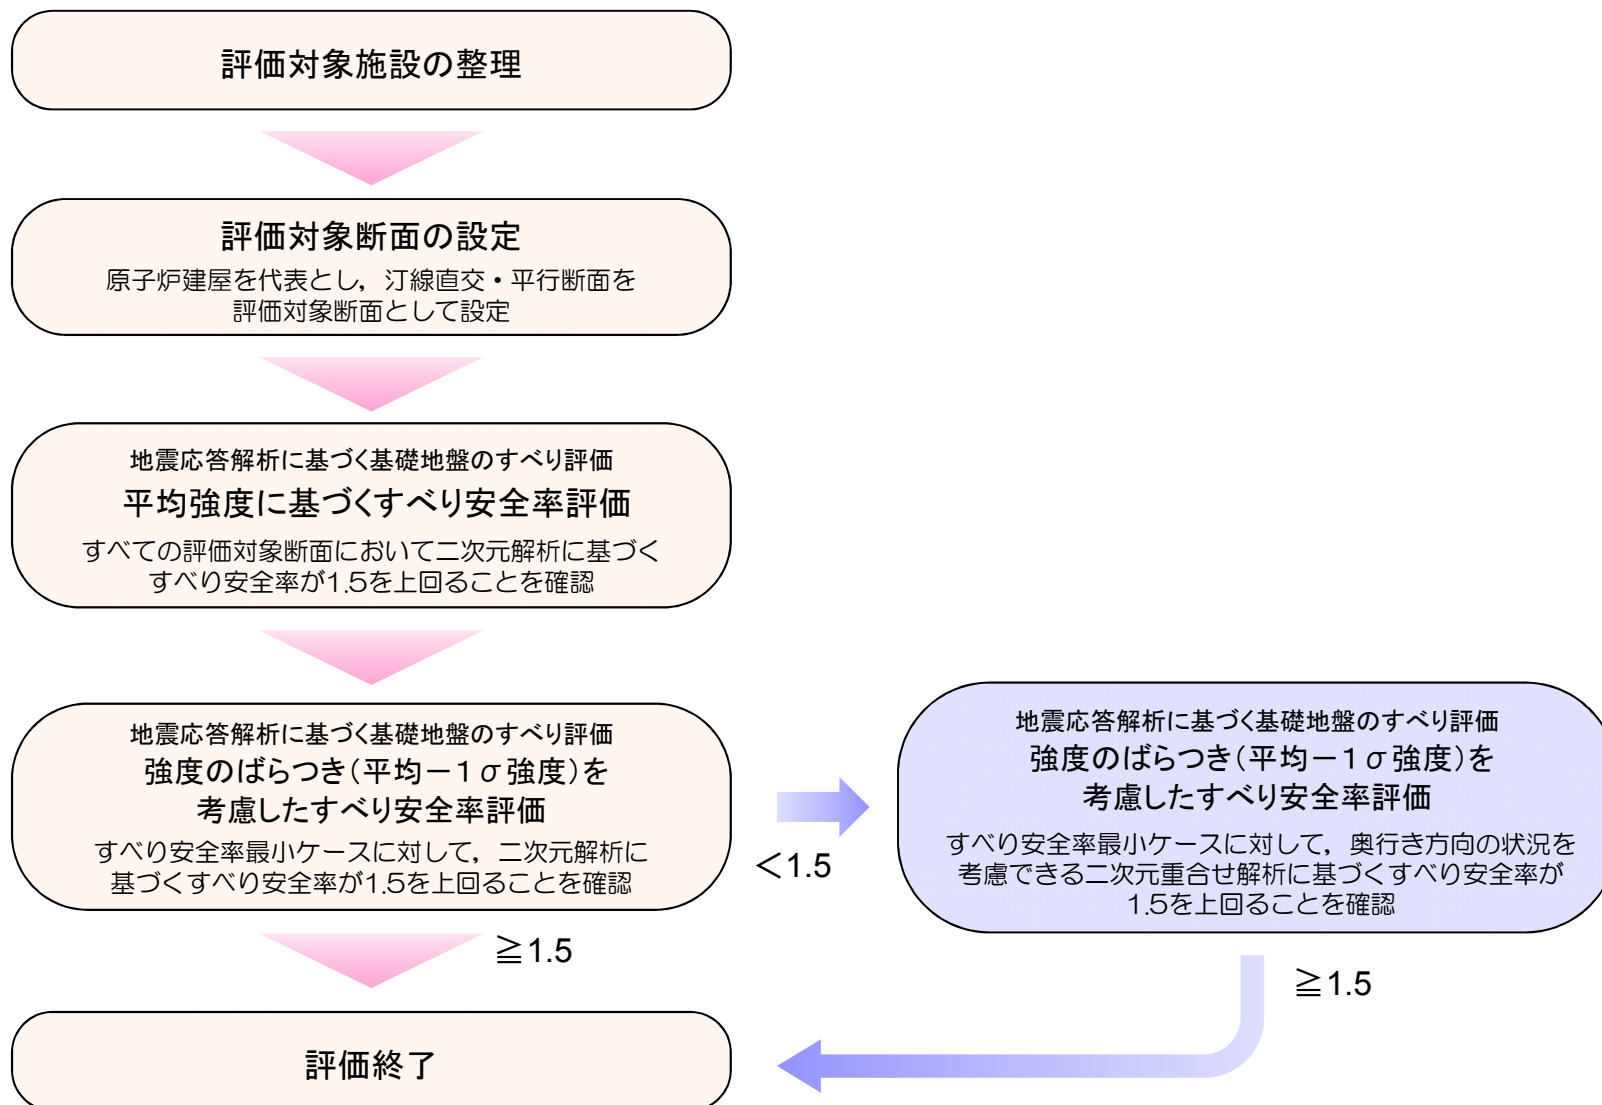 評価対象施設の整理
評価対象断面の設定
原子炉建屋を代表とし，汀線直交・平行断面を
評価対象断面として設定
地震応答解析に基づく基礎地盤のすべり評価
平均強度に基づくすべり安全率評価
すべての評価対象断面において二次元解析に基づく
すべり安全率が1.5を上回ることを確認
地震応答解析に基づく基礎地盤のすべり評価
強度のばらつき（平均－１σ強度）を
考慮したすべり安全率評価
すべり安全率最小ケースに対して，二次元解析に
基づくすべり安全率が1.5を上回ることを確認
＜1.5
地震応答解析に基づく基礎地盤のすべり評価
強度のばらつき（平均－１σ強度）を
考慮したすべり安全率評価
すべり安全率最小ケースに対して，奥行き方向の状況を
考慮できる二次元重合せ解析に基づくすべり安全率が
1.5を上回ることを確認
≧1.5
≧1.5
評価終了